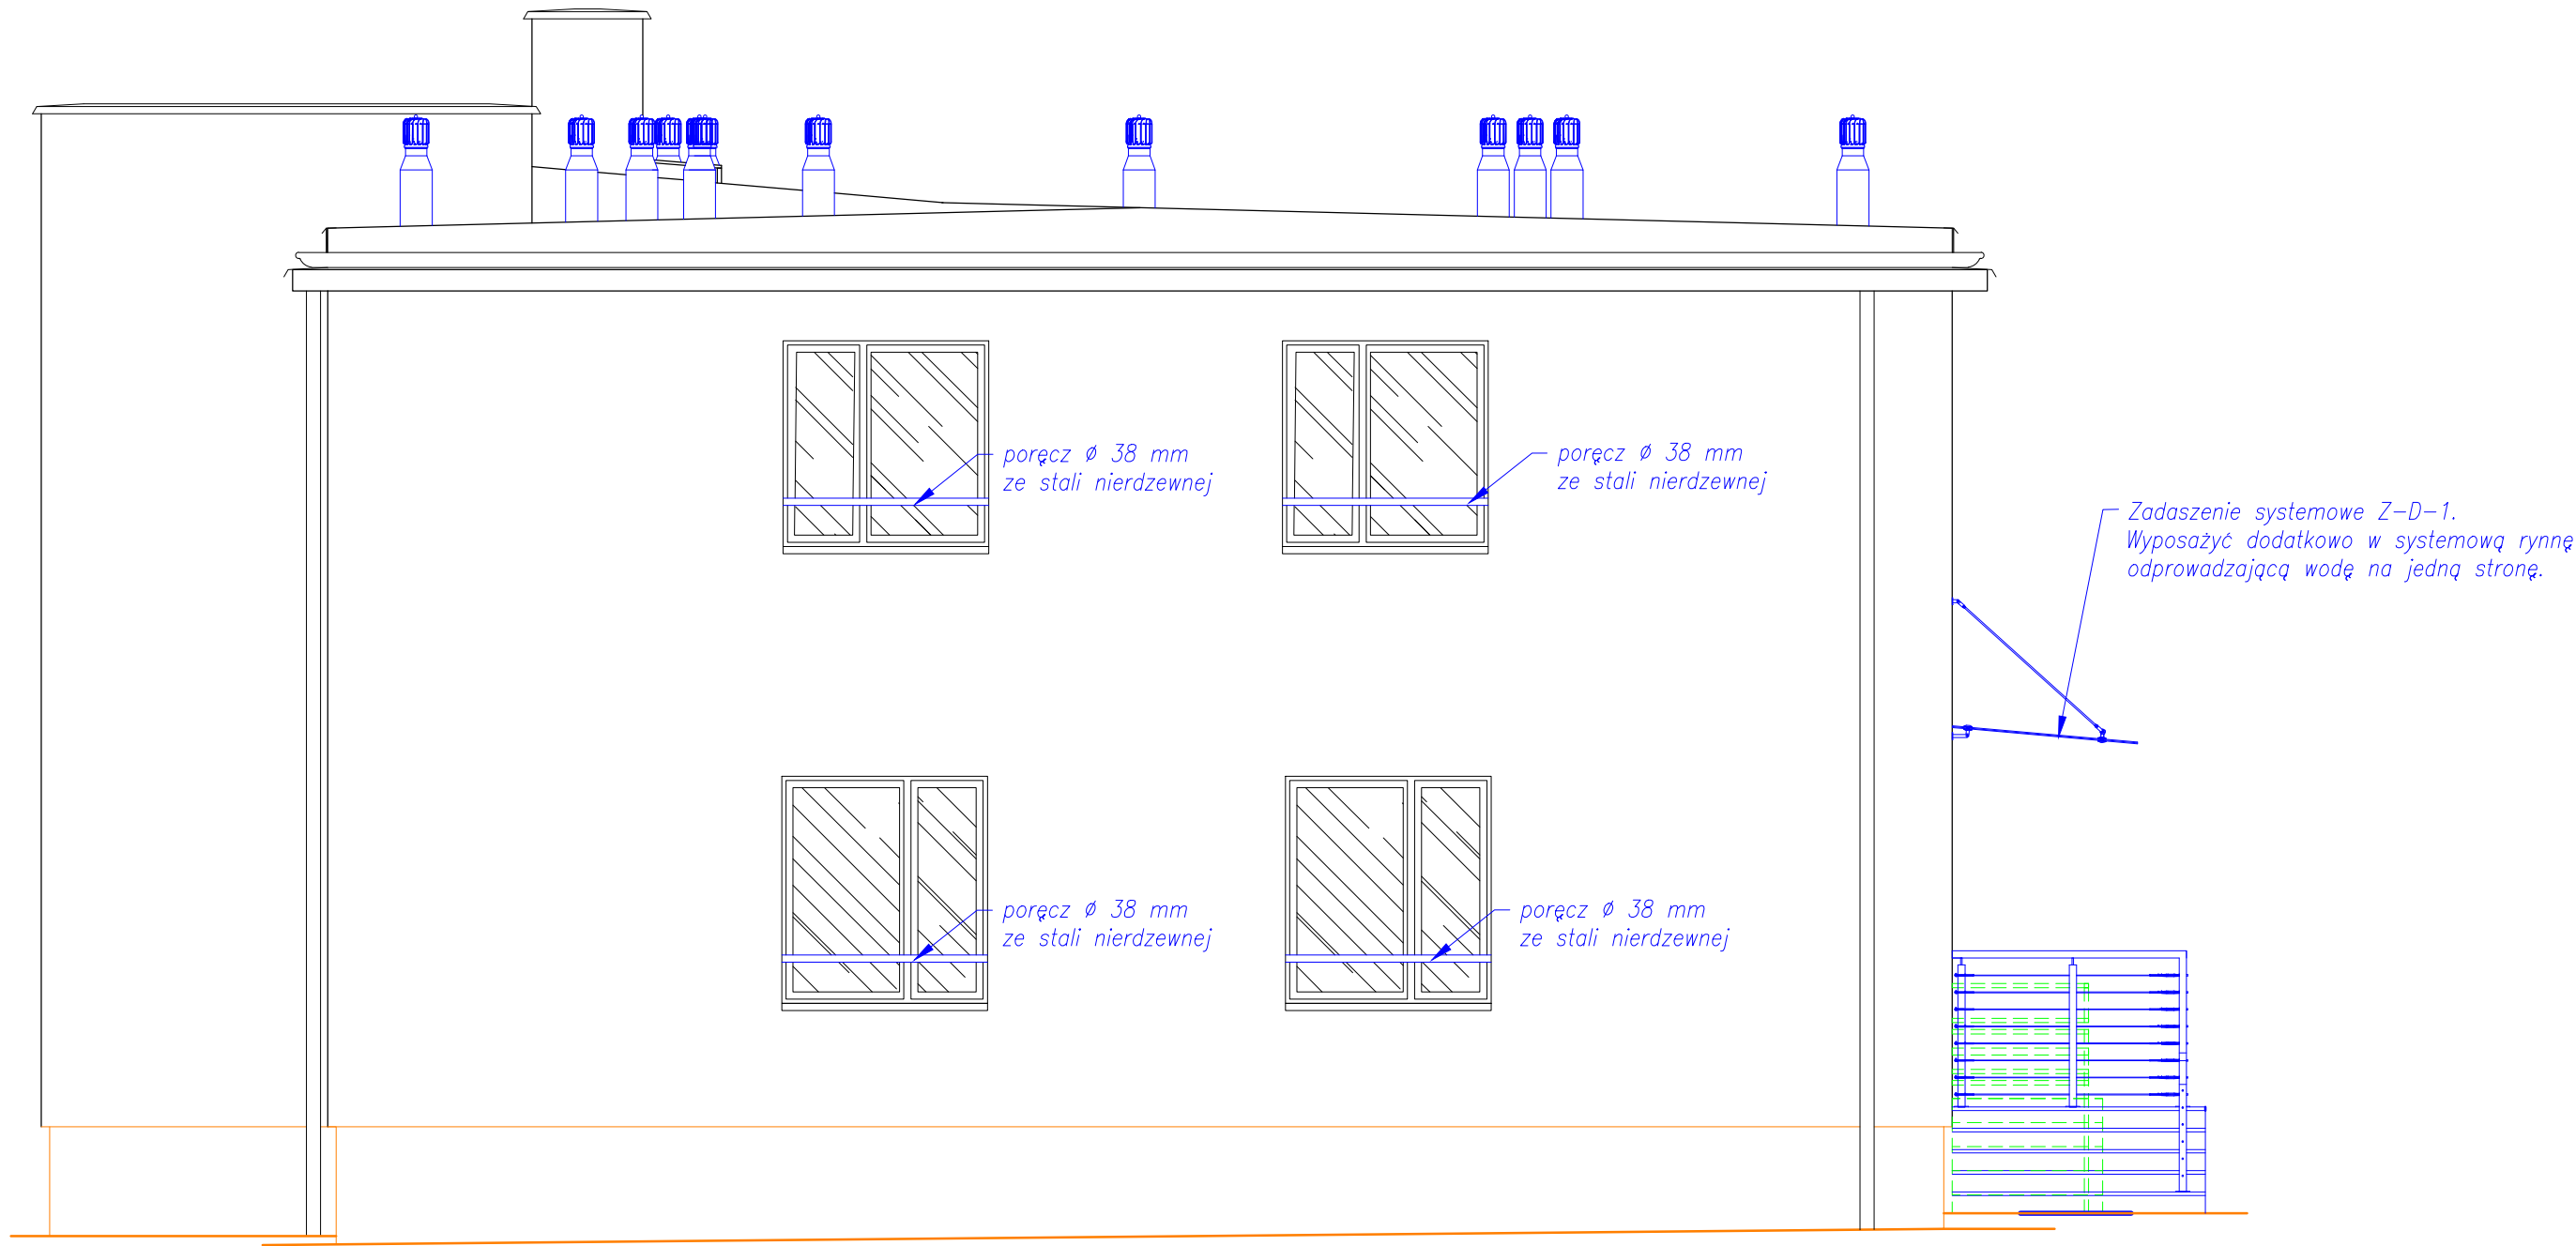 poręcz ø 38 mm
ze stali nierdzewnej
poręcz ø 38 mm
ze stali nierdzewnej
Zadaszenie systemowe Z-D-1.
Wyposażyć dodatkowo w systemową rynnę
odprowadzającą wodę na jedną stronę.
poręcz ø 38 mm
ze stali nierdzewnej
poręcz ø 38 mm
ze stali nierdzewnej